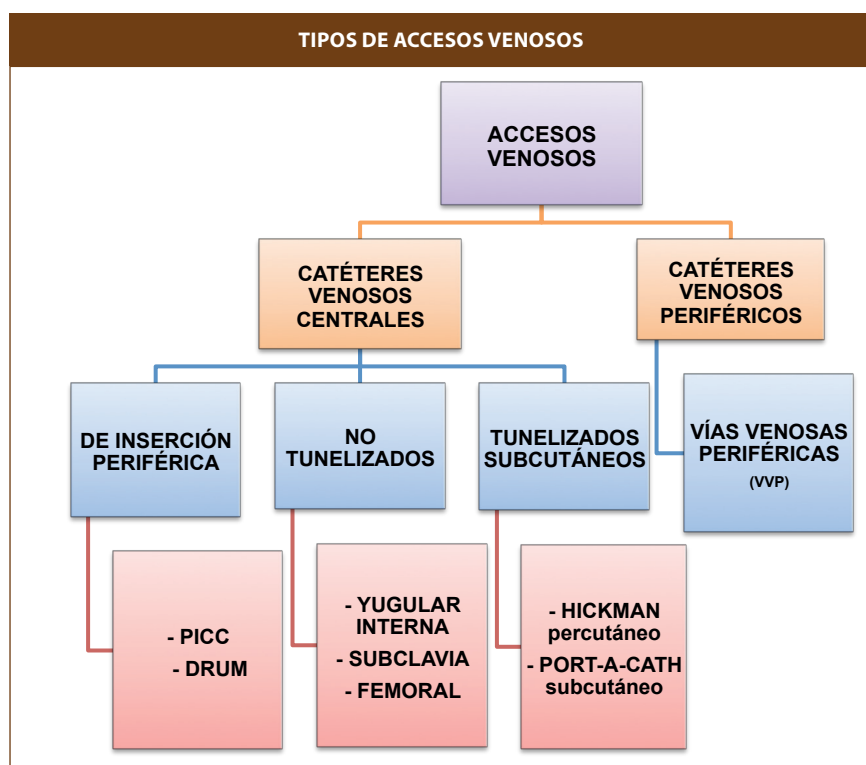 TIPOS DE ACCESOS VENOSOS
ACCESOS
VENOSOS
CATÉTERES
VENOSOS
CENTRALES
CATÉTERES
VENOSOS
PERIFÉRICOS
DE INSERCIÓN
PERIFÉRICA
NO
TUNELIZADOS
TUNELIZADOS
SUBCUTÁNEOS
VÍAS VENOSAS
PERIFÉRICAS
(VVP)
- PICC
- DRUM
- YUGULAR
INTERNA
- SUBCLAVIA
- FEMORAL
- HICKMAN
percutáneo
- PORT-A-CATH
subcutáneo